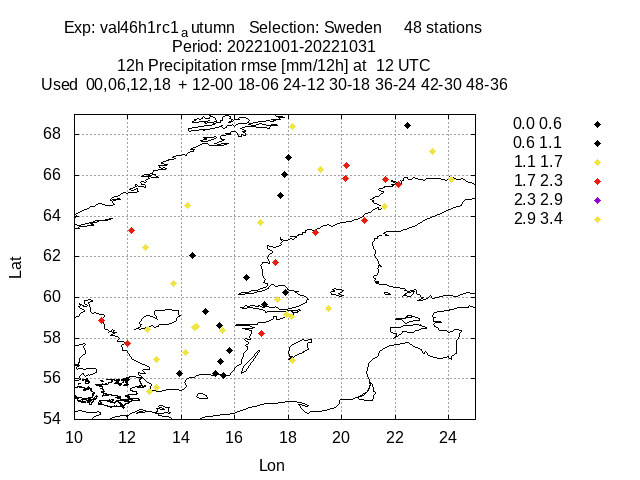 Exp: val46h1rc1a utumn Selection: Sweden 48 stations
Period: 20221001-20221031
12h Precipitation rmse [mm/12h] at 12 UTC
Used 00,06,12,18 + 12-00 18-06 24-12 30-18 36-24 42-30 48-36
0.0 0.6
0.6 1.1
1.1 1.7
1.7 2.3
2.3 2.9
2.9 3.4
68
66
64
62
60
58
56
54
Lat
10 12 14 16 18 20 22 24
Lon